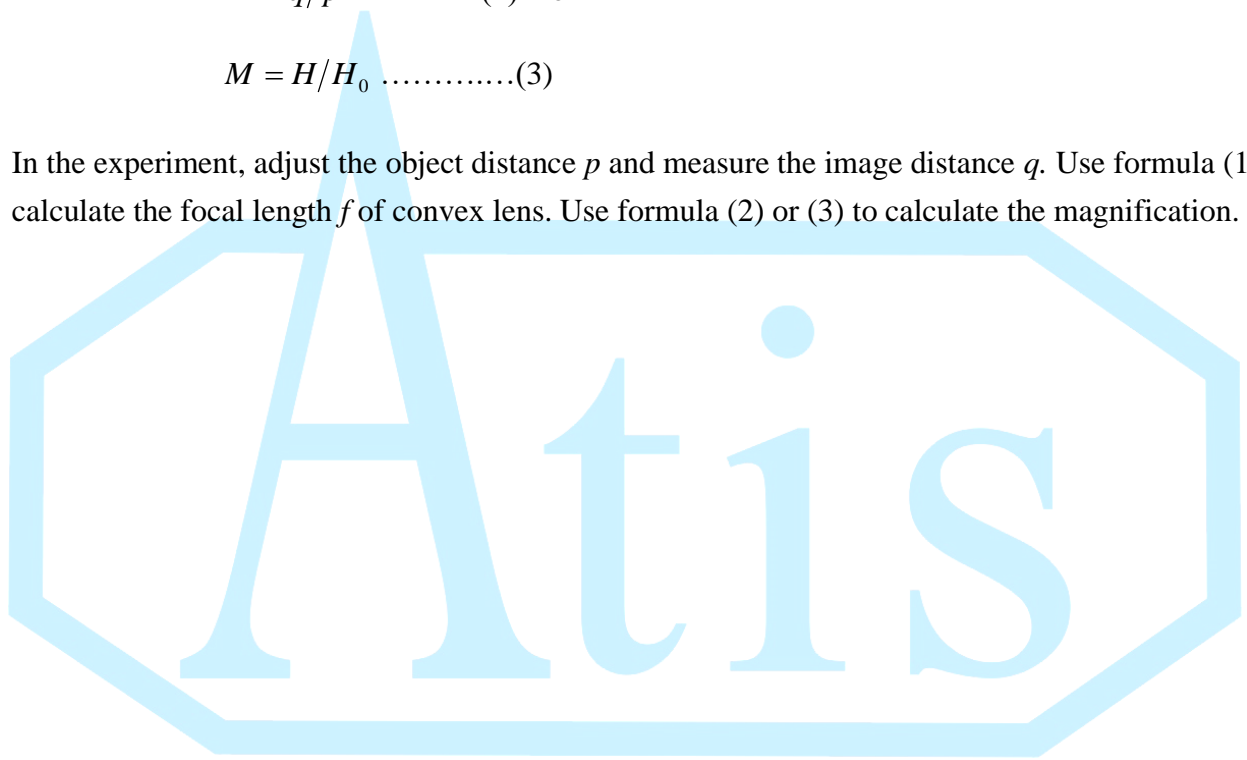 M = H/H₀ ..............(3)
In the experiment, adjust the object distance p and measure the image distance q. Use formula (1
calculate the focal length f of convex lens. Use formula (2) or (3) to calculate the magnification.
Atis